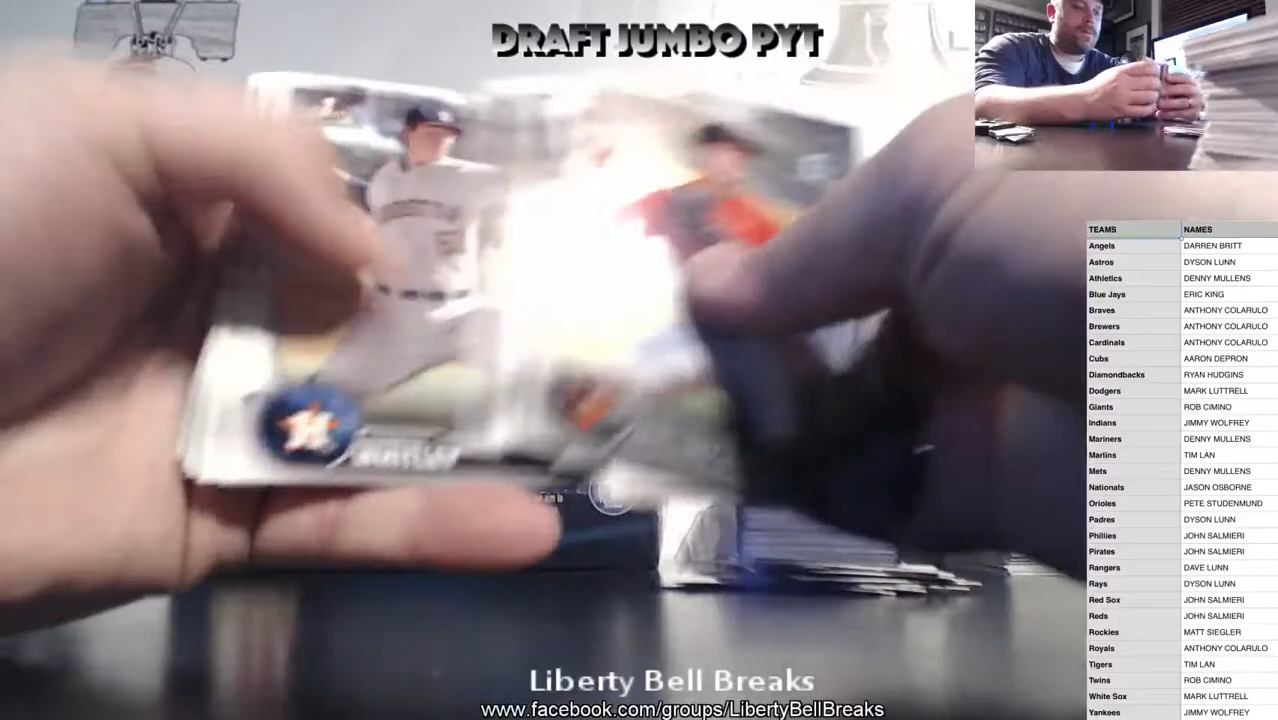 DRAFT JUMBO PYT
TEAMS NAMES
Angels DARREN BRITT
Astros DYSON LUNN
Athletics DENNY MULLENS
Blue Jays ERIC KING
Braves ANTHONY COLARULO
Brewers ANTHONY COLARULO
Cardinals ANTHONY COLARULO
Cubs AARON DEPRON
Diamondbacks RYAN HUDGINS
Dodgers MARK LUTTRELL
Giants ROB CIMINO
Indians JIMMY WOLFREY
Mariners DENNY MULLENS
Marlins TIM LAN
Mets DENNY MULLENS
Nationals JASON OSBORNE
Orioles PETE STUDENMUND
Padres DYSON LUNN
Phillies JOHN SALMIERI
Pirates JOHN SALMIERI
Rangers DAVE LUNN
Rays DYSON LUNN
Red Sox JOHN SALMIERI
Reds JOHN SALMIERI
Rockies MATT SIEGLER
Royals ANTHONY COLARULO
Tigers TIM LAN
Twins ROB CIMINO
White Sox MARK LUTTRELL
Yankees JIMMY WOLFREY
Liberty Bell Breaks
www.facebook.com/groups/LibertyBellBreaks